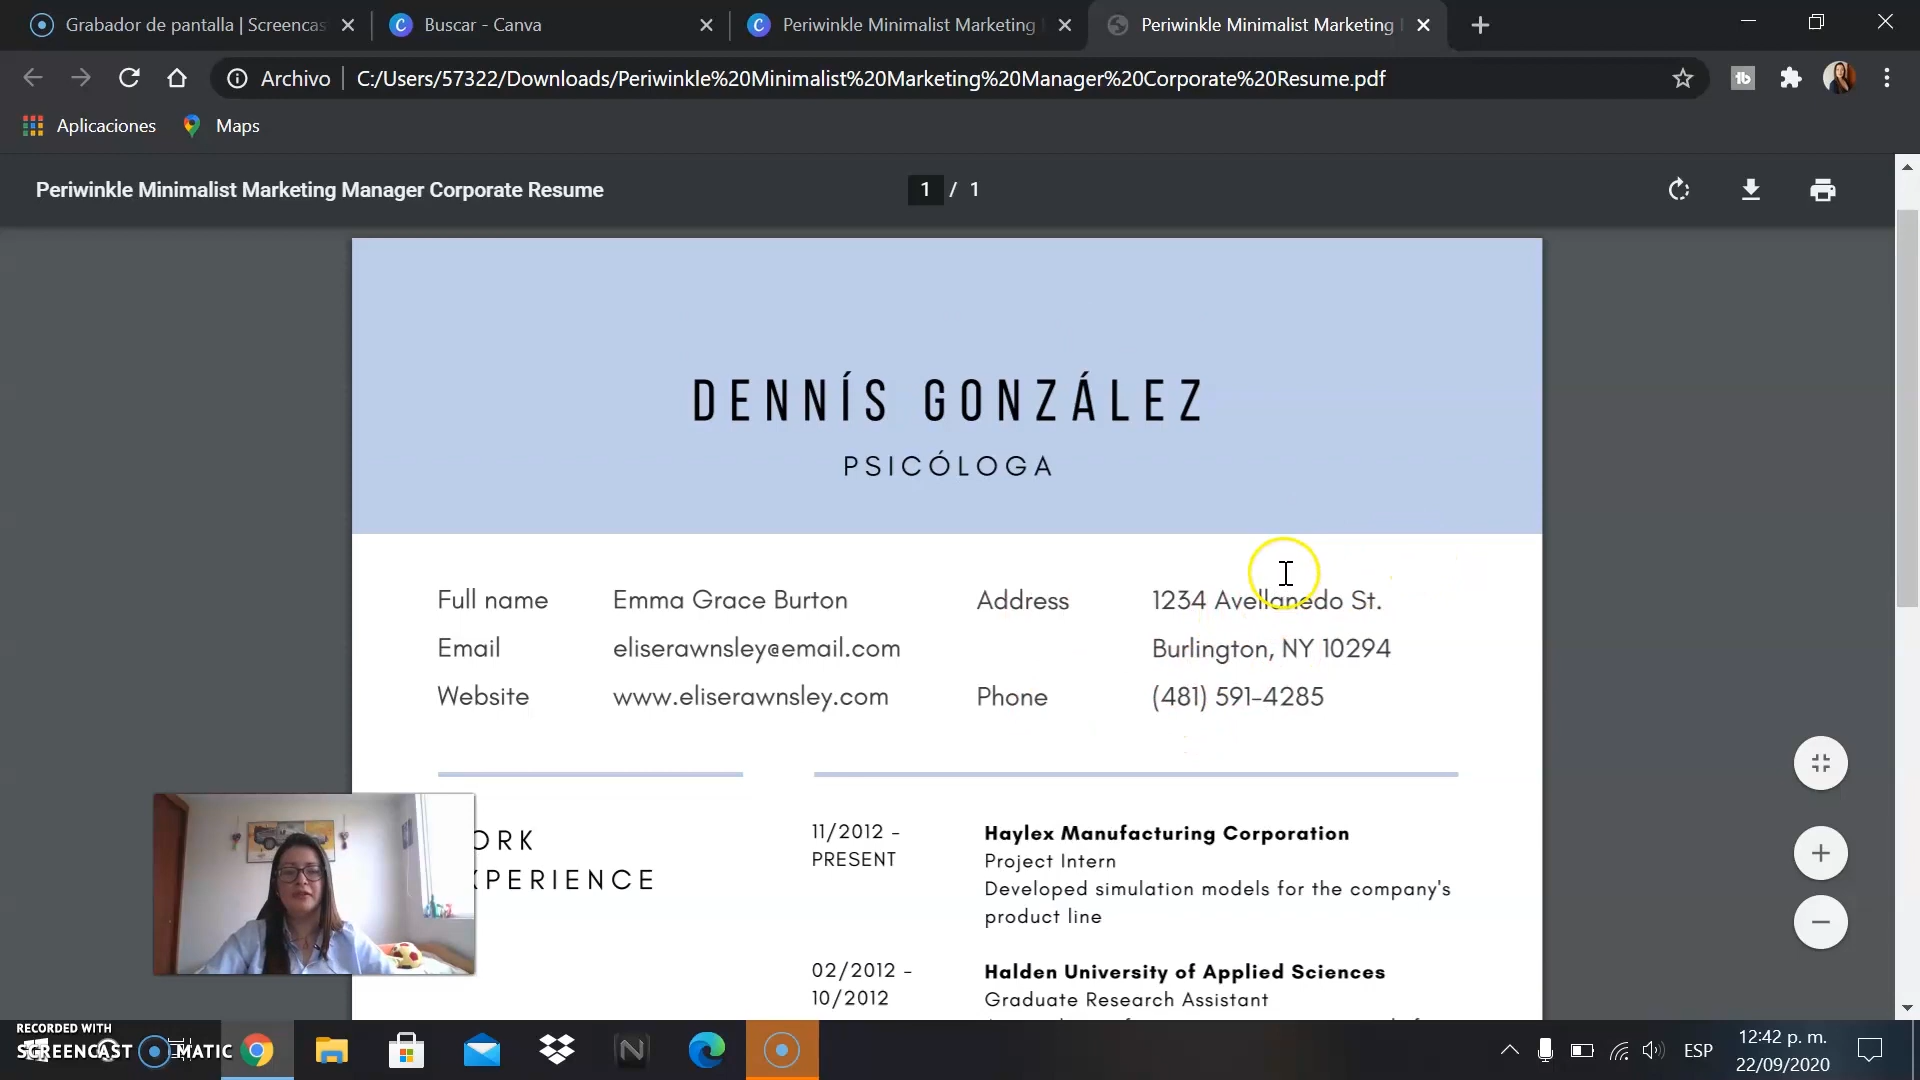 Grabador de pantalla | Screencas
Buscar - Canva
Periwinkle Minimalist Marketing
Periwinkle Minimalist Marketing
Archivo
C:/Users/57322/Downloads/Periwinkle%20Minimalist%20Marketing%20Manager%20Corporate%20Resume.pdf
Aplicaciones
Maps
Periwinkle Minimalist Marketing Manager Corporate Resume
1 / 1
DENNÍS GONZÁLEZ
PSICÓLOGA
Full name Emma Grace Burton Address 1234 Avellanedo St.
Email eliserawnsley@email.com Burlington, NY 10294
Website www.eliserawnsley.com Phone (481) 591-4285
ORK
XPERIENCE
11/2012 -
PRESENT
Haylex Manufacturing Corporation
Project Intern
Developed simulation models for the company's
product line
02/2012 -
10/2012
Halden University of Applied Sciences
Graduate Research Assistant
RECORDED WITH
SCREENCAST MATIC
ESP
12:42 p. m.
22/09/2020